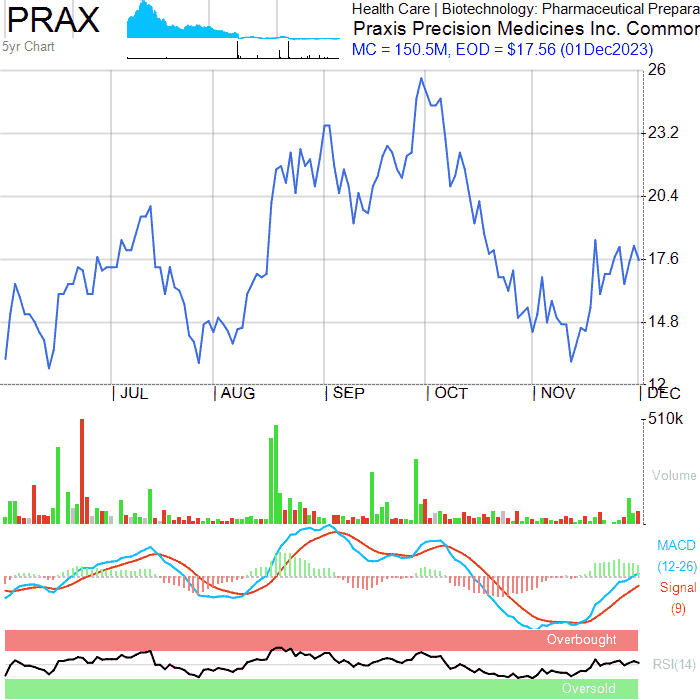 PRAX
5yr Chart
Health Care | Biotechnology: Pharmaceutical Prepara
Praxis Precision Medicines Inc. Common
MC = 150.5M, EOD = $17.56 (01Dec2023)
26
23.2
20.4
17.6
14.8
12
| JUL | AUG | SEP | OCT | NOV | DEC
510k
Volume
MACD
(12-26)
Signal
(9)
Overbought
RSI(14)
Oversold